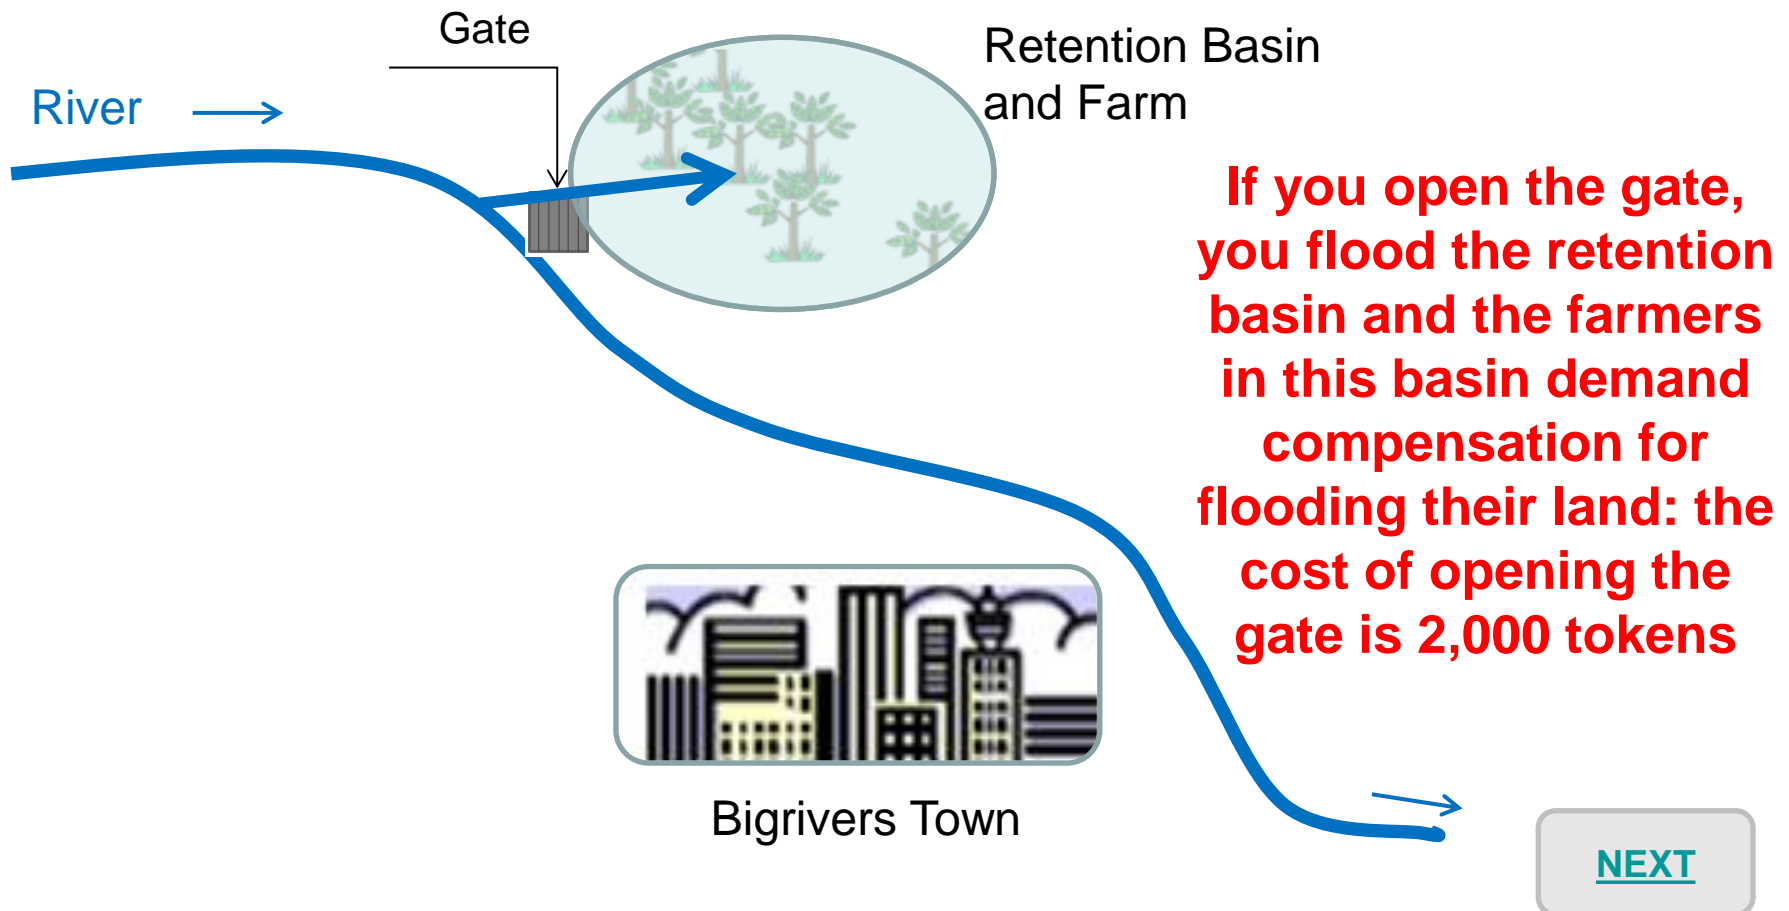 Gate
River
Retention Basin
and Farm
If you open the gate,
you flood the retention
basin and the farmers
in this basin demand
compensation for
flooding their land: the
cost of opening the
gate is 2,000 tokens
Bigrivers Town
NEXT